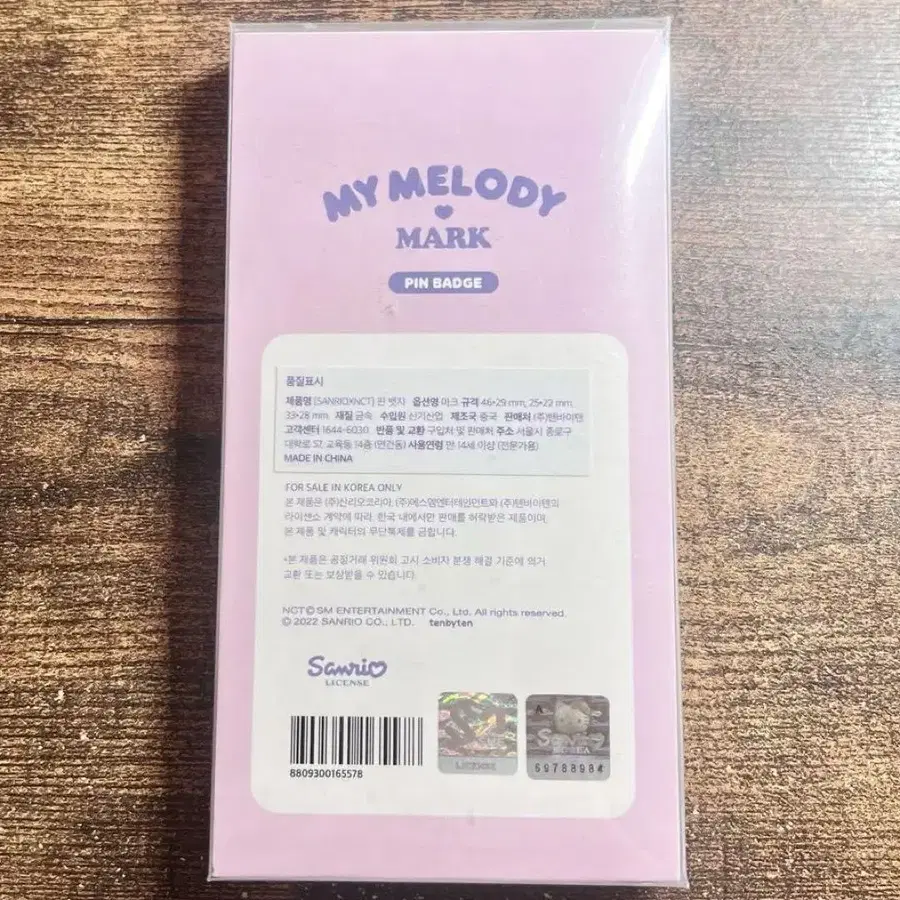 MY MELODY
MARK
PIN BADGE
품질표시
제품명 [SANRIOXNCT] 핀 뱃지 옵션명 마크 규격 46*29 mm, 25*22 mm,
33*28 mm 재질 금속 수입원 신기산업 제조국 중국 판매처 (주)텐바이텐
고객센터 1644-6030 반품 및 교환 구입처 및 판매처 주소 서울시 종로구
대학로 57, 교육동 14층 (연건동) 사용연령 만 14세 이상 (전문가용)
MADE IN CHINA
FOR SALE IN KOREA ONLY
본 제품은 (주)산리오코리아, (주)에스엠엔터테인먼트와 (주)텐바이텐의
라이센스 계약에 따라, 한국 내에서만 판매를 허락받은 제품이며,
본 제품 및 캐릭터의 무단복제를 금합니다.
*본 제품은 공정거래 위원회 고시 소비자 분쟁 해결 기준에 의거
교환 또는 보상받을 수 있습니다.
NCT©SM ENTERTAINMENT Co., Ltd. All rights reserved.
© 2022 SANRIO CO., LTD. tenbyten
Sanrio
LICENSE
8809300165578
LICENSE
A
Sanrio
KOREA
69788984